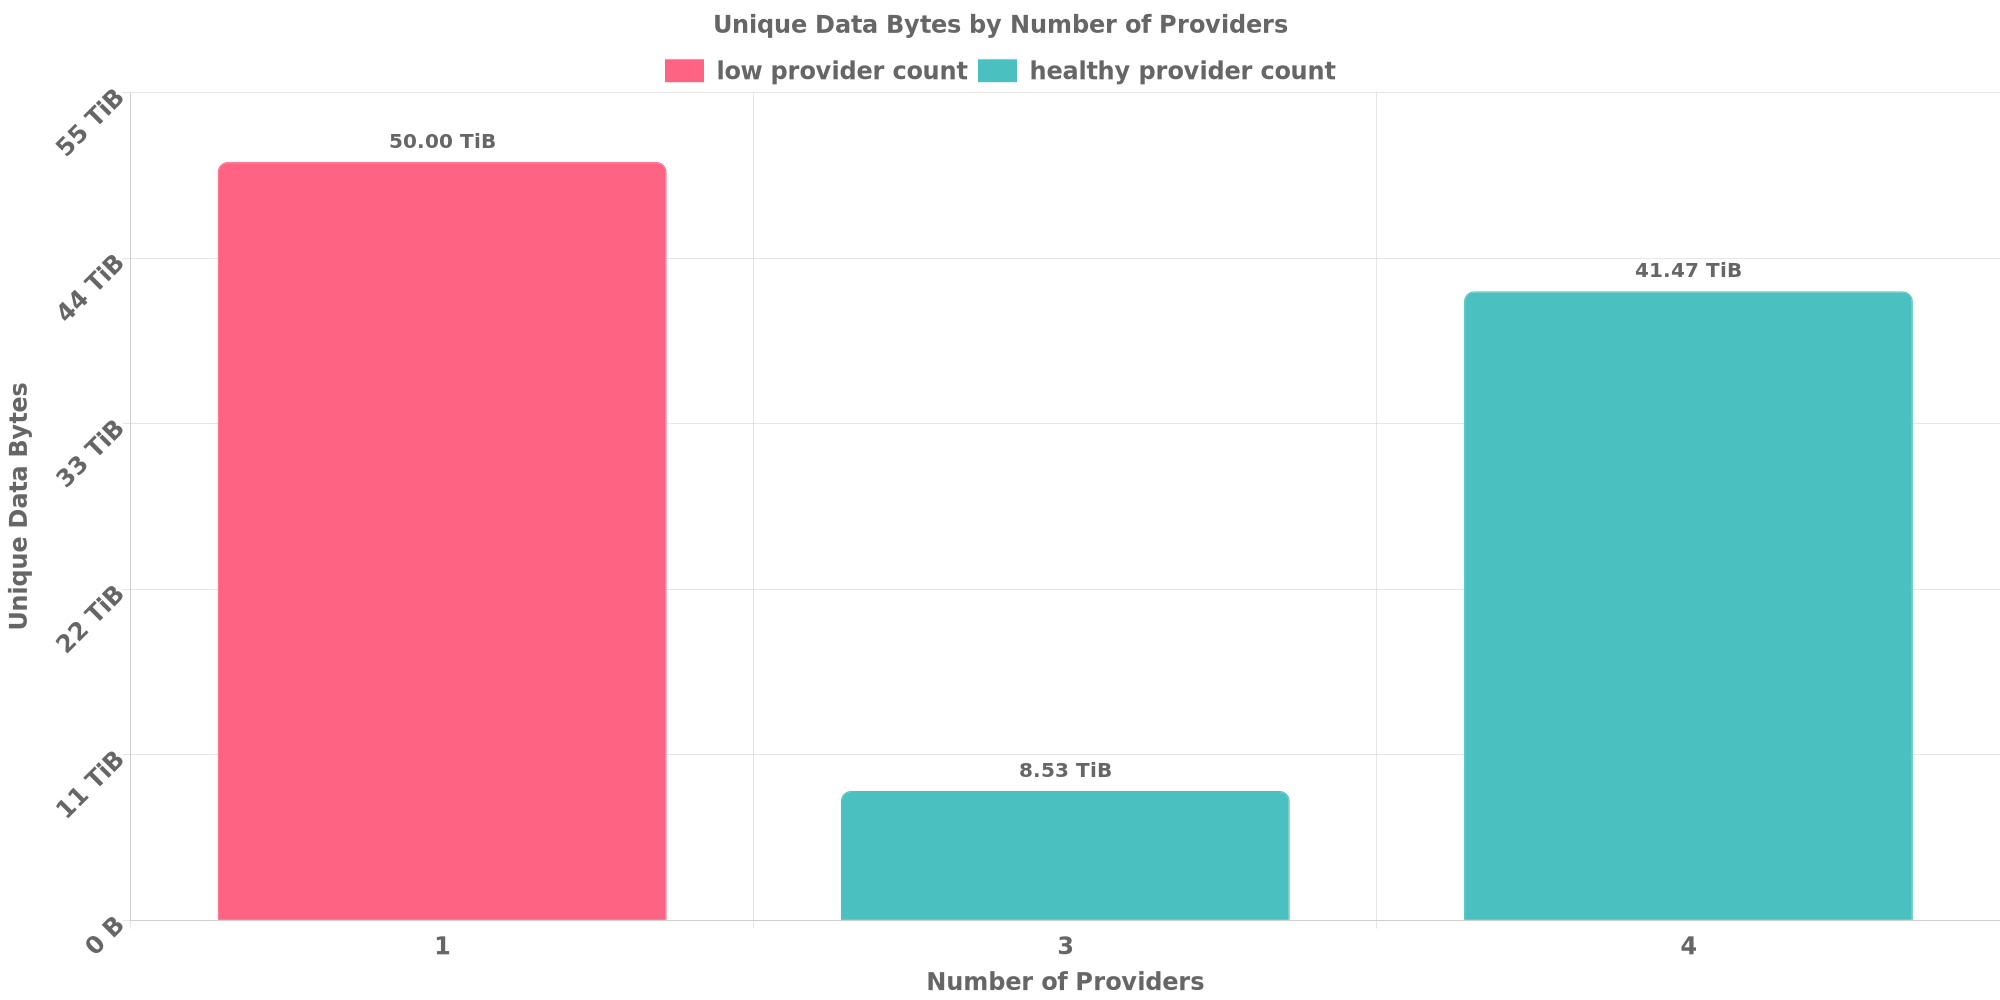 Unique Data Bytes by Number of Providers
low provider count healthy provider count
55 TiB
44 TiB
33 TiB
22 TiB
11 TiB
0 B
Unique Data Bytes
50.00 TiB
8.53 TiB
41.47 TiB
1 3 4
Number of Providers